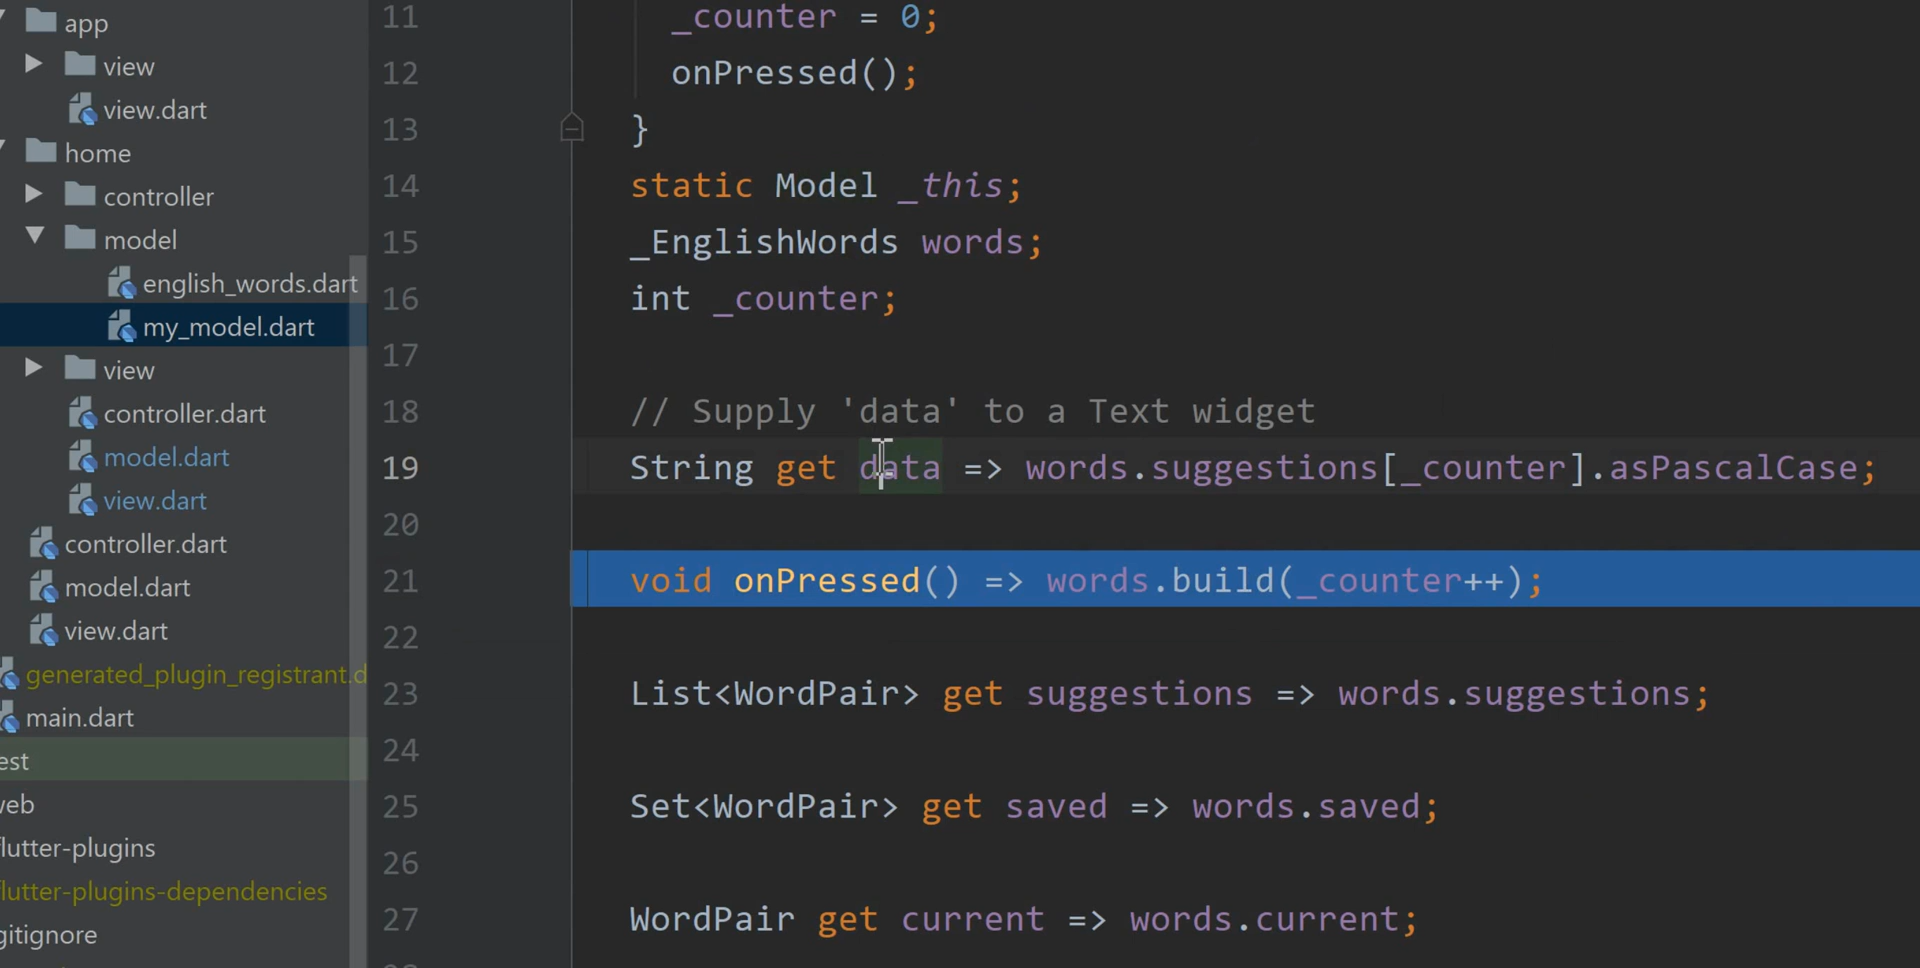 app
view
view.dart
home
controller
model
english_words.dart
my_model.dart
view
controller.dart
model.dart
view.dart
controller.dart
model.dart
view.dart
generated_plugin_registrant.d
main.dart
est
veb
flutter-plugins
flutter-plugins-dependencies
gitignore
11 _counter = 0;
12 onPressed();
13 }
14 static Model _this;
15 _EnglishWords words;
16 int _counter;
17
18 // Supply 'data' to a Text widget
19 String get data => words.suggestions[_counter].asPascalCase;
20
21 void onPressed() => words.build(_counter++);
22
23 List<WordPair> get suggestions => words.suggestions;
24
25 Set<WordPair> get saved => words.saved;
26
27 WordPair get current => words.current;